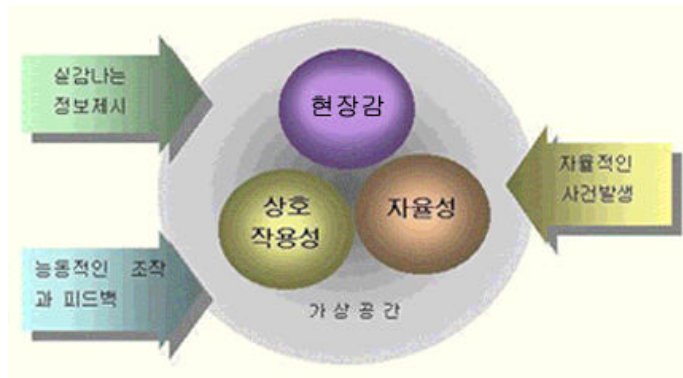 실감나는
정보제시
현장감
자율적인
사건발생
상호
작용성
자율성
능동적인 조작
과 피드백
가상공간